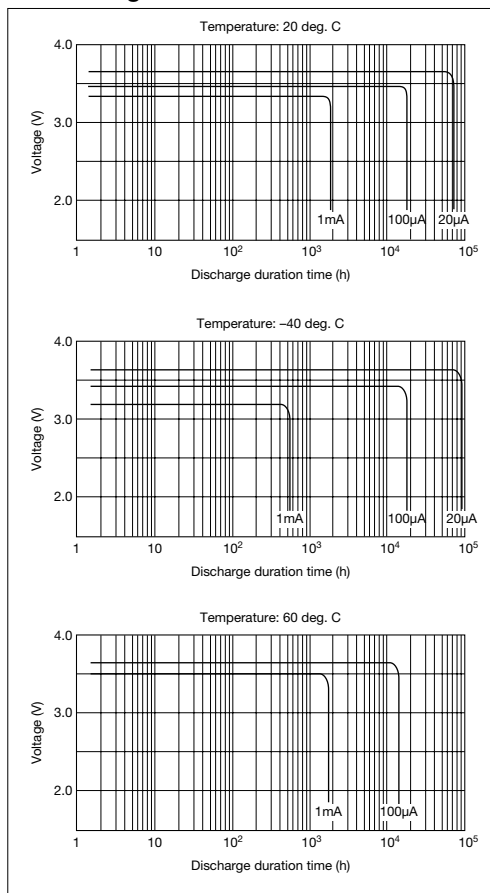 Temperature: 20 deg. C
4.0
3.0
2.0
Voltage (V)
1mA 100µA 20µA
1 10 10² 10³ 10⁴ 10⁵
Discharge duration time (h)
Temperature: –40 deg. C
4.0
3.0
2.0
Voltage (V)
1mA 100µA 20µA
1 10 10² 10³ 10⁴ 10⁵
Discharge duration time (h)
Temperature: 60 deg. C
4.0
3.0
2.0
Voltage (V)
1mA 100µA
1 10 10² 10³ 10⁴ 10⁵
Discharge duration time (h)